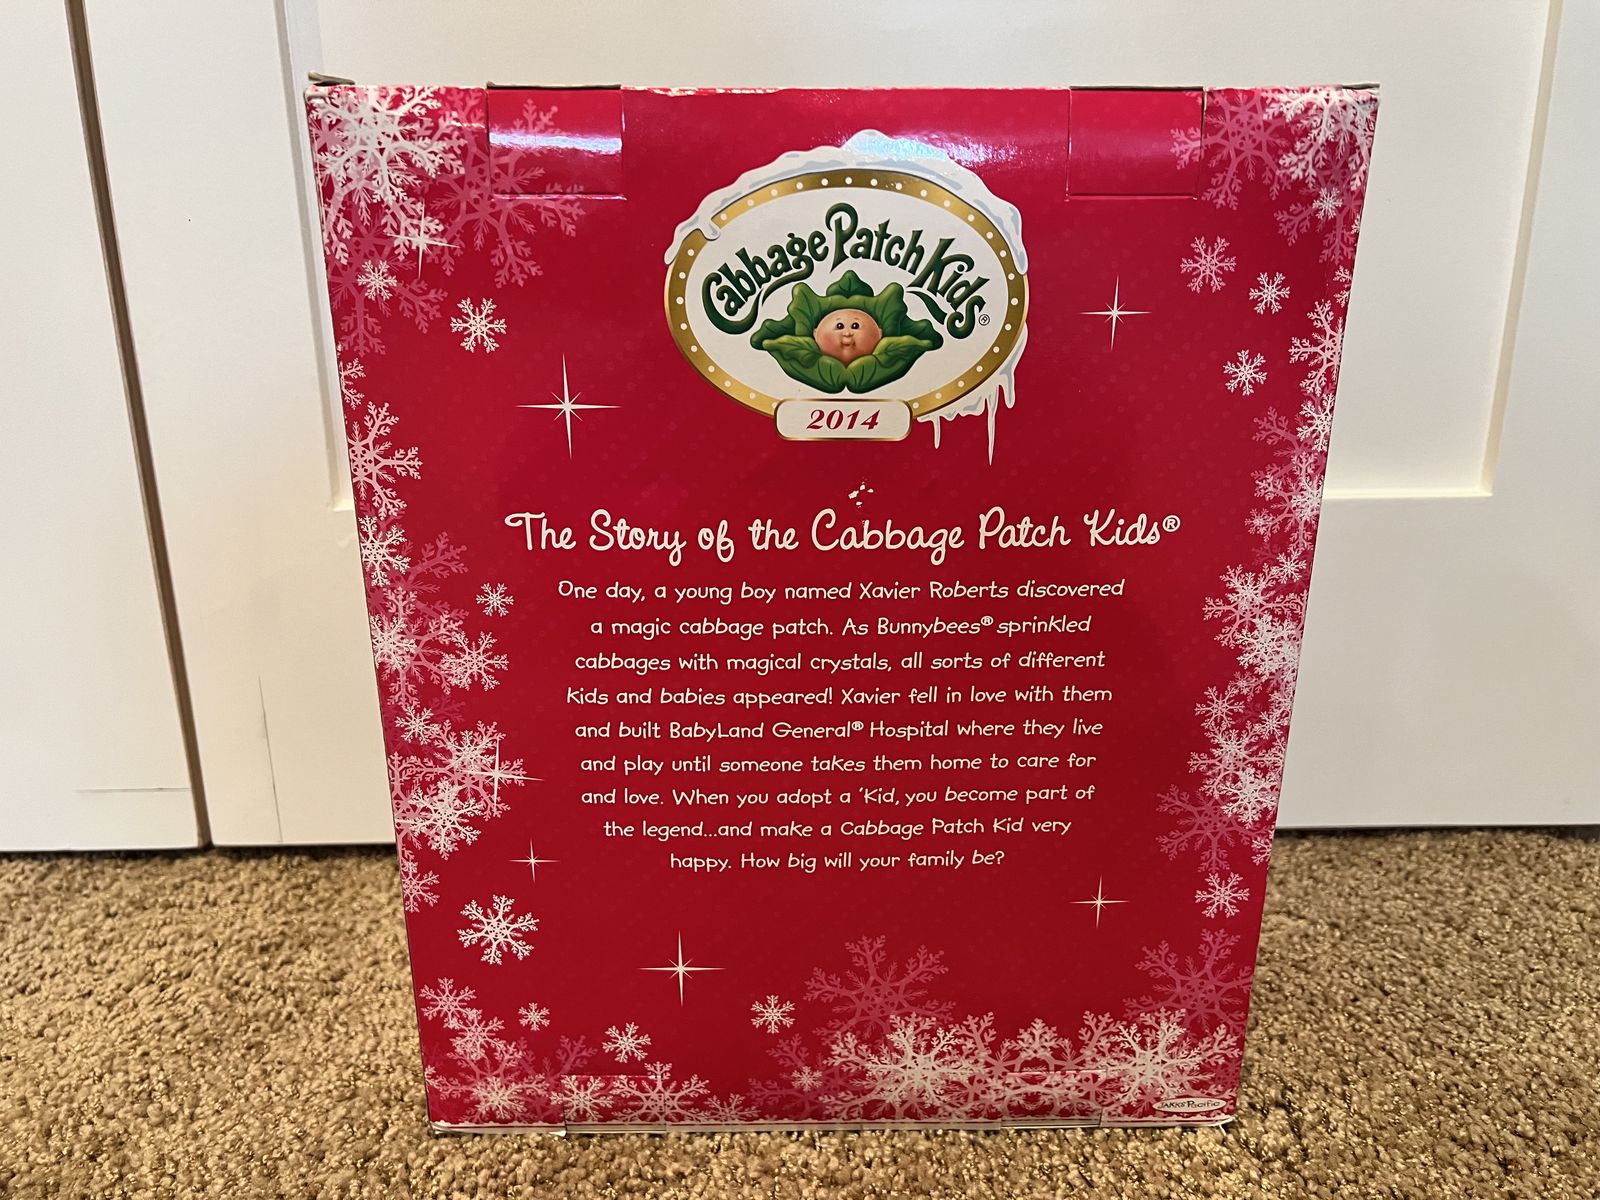 Cabbage Patch Kids®
2014
The Story of the Cabbage Patch Kids®
One day, a young boy named Xavier Roberts discovered
a magic cabbage patch. As Bunnybees® sprinkled
cabbages with magical crystals, all sorts of different
kids and babies appeared! Xavier fell in love with them
and built BabyLand General® Hospital where they live
and play until someone takes them home to care for
and love. When you adopt a 'Kid, you become part of
the legend...and make a Cabbage Patch Kid very
happy. How big will your family be?
JAKKS Pacific